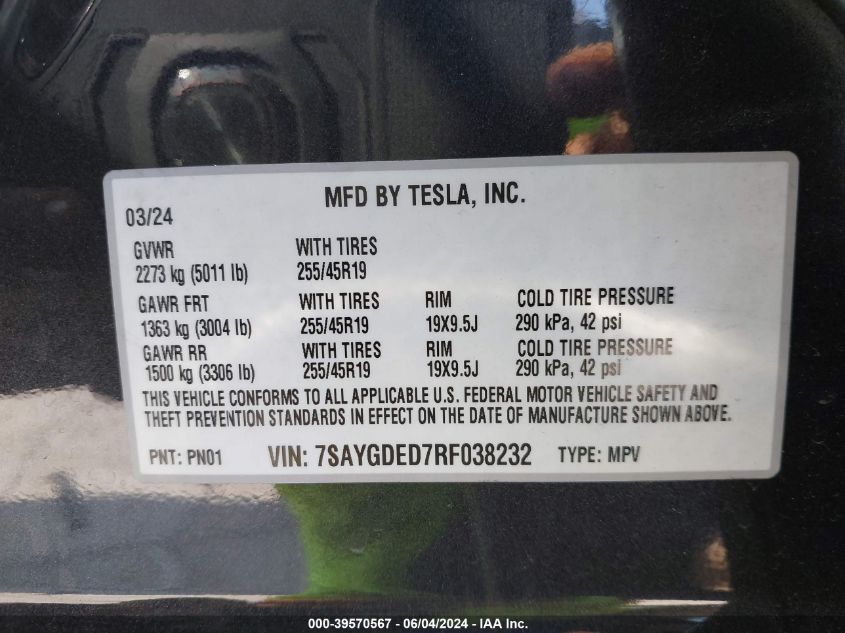 MFD BY TESLA, INC.
03/24
GVWR WITH TIRES
2273 kg (5011 lb) 255/45R19
GAWR FRT WITH TIRES RIM COLD TIRE PRESSURE
1363 kg (3004 lb) 255/45R19 19X9.5J 290 kPa, 42 psi
GAWR RR WITH TIRES RIM COLD TIRE PRESSURE
1500 kg (3306 lb) 255/45R19 19X9.5J 290 kPa, 42 psi
THIS VEHICLE CONFORMS TO ALL APPLICABLE U.S. FEDERAL MOTOR VEHICLE SAFETY AND
THEFT PREVENTION STANDARDS IN EFFECT ON THE DATE OF MANUFACTURE SHOWN ABOVE.
PNT: PN01 VIN: 7SAYGDED7RF038232 TYPE: MPV
000-39570567 - 06/04/2024 - IAA Inc.